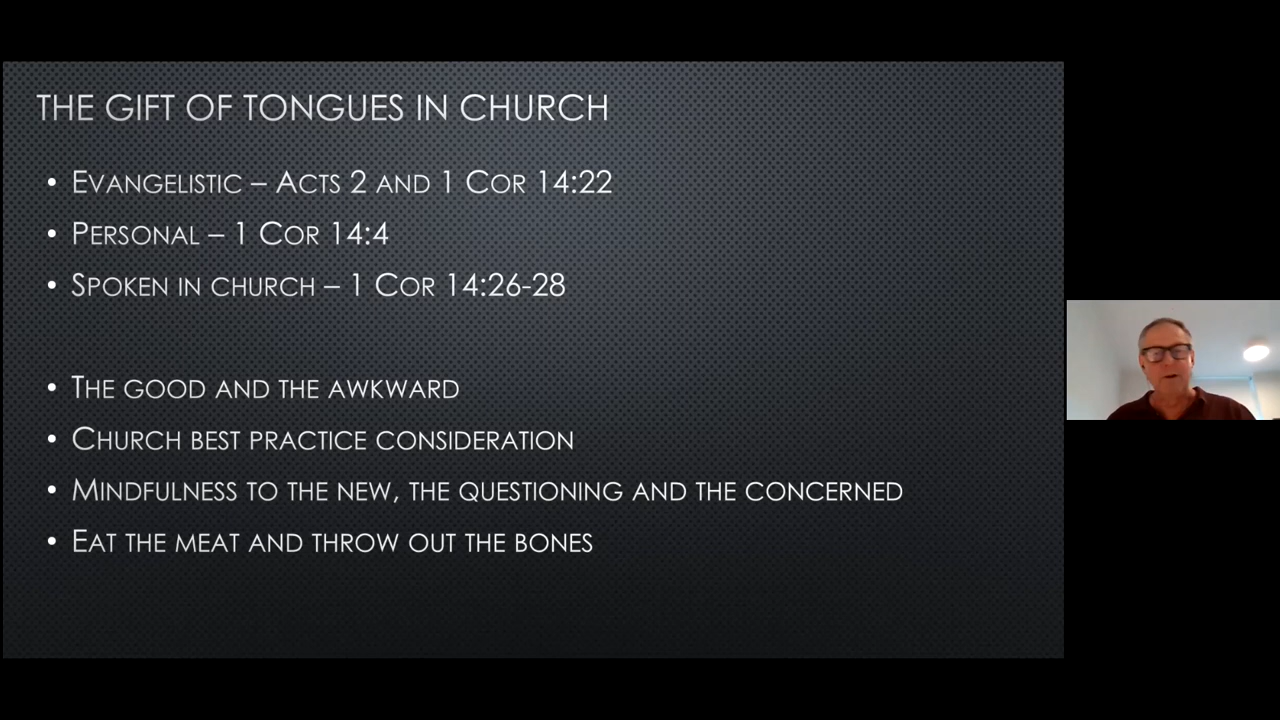 THE GIFT OF TONGUES IN CHURCH
• EVANGELISTIC – ACTS 2 AND 1 COR 14:22
• PERSONAL – 1 COR 14:4
• SPOKEN IN CHURCH – 1 COR 14:26-28
• THE GOOD AND THE AWKWARD
• CHURCH BEST PRACTICE CONSIDERATION
• MINDFULNESS TO THE NEW, THE QUESTIONING AND THE CONCERNED
• EAT THE MEAT AND THROW OUT THE BONES